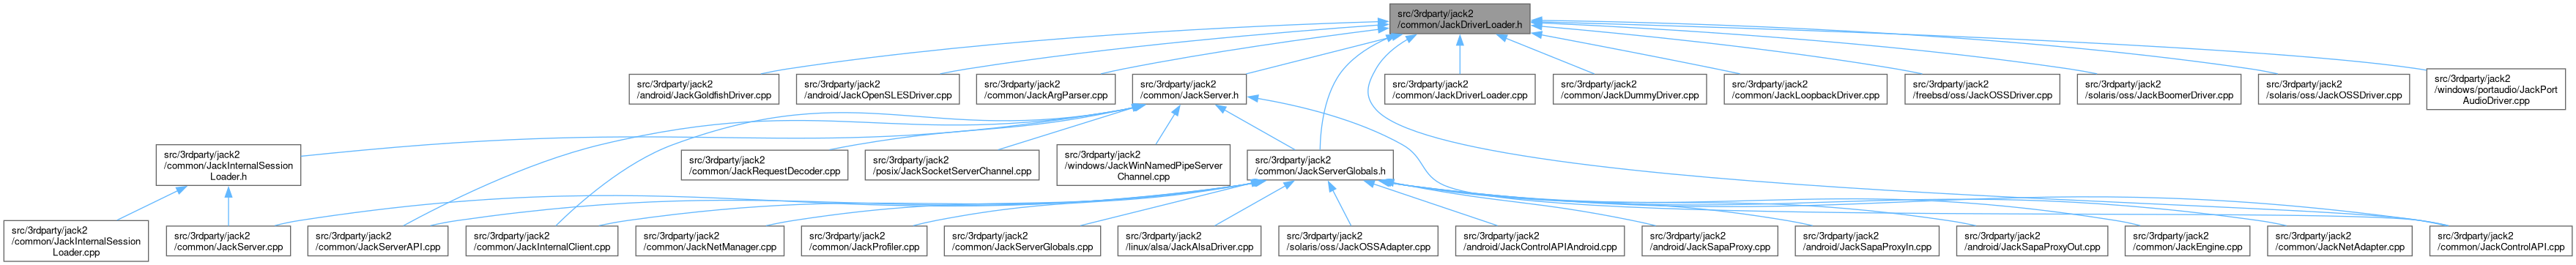 src/3rdparty/jack2
/common/JackDriverLoader.h
src/3rdparty/jack2
/android/JackGoldfishDriver.cpp
src/3rdparty/jack2
/android/JackOpenSLESDriver.cpp
src/3rdparty/jack2
/common/JackArgParser.cpp
src/3rdparty/jack2
/common/JackServer.h
src/3rdparty/jack2
/common/JackDriverLoader.cpp
src/3rdparty/jack2
/common/JackDummyDriver.cpp
src/3rdparty/jack2
/common/JackLoopbackDriver.cpp
src/3rdparty/jack2
/freebsd/oss/JackOSSDriver.cpp
src/3rdparty/jack2
/solaris/oss/JackBoomerDriver.cpp
src/3rdparty/jack2
/solaris/oss/JackOSSDriver.cpp
src/3rdparty/jack2
/windows/portaudio/JackPort
AudioDriver.cpp
src/3rdparty/jack2
/common/JackInternalSession
Loader.h
src/3rdparty/jack2
/common/JackRequestDecoder.cpp
src/3rdparty/jack2
/posix/JackSocketServerChannel.cpp
src/3rdparty/jack2
/windows/JackWinNamedPipeServer
Channel.cpp
src/3rdparty/jack2
/common/JackServerGlobals.h
src/3rdparty/jack2
/common/JackInternalSession
Loader.cpp
src/3rdparty/jack2
/common/JackServer.cpp
src/3rdparty/jack2
/common/JackServerAPI.cpp
src/3rdparty/jack2
/common/JackInternalClient.cpp
src/3rdparty/jack2
/common/JackNetManager.cpp
src/3rdparty/jack2
/common/JackProfiler.cpp
src/3rdparty/jack2
/common/JackServerGlobals.cpp
src/3rdparty/jack2
/linux/alsa/JackAlsaDriver.cpp
src/3rdparty/jack2
/solaris/oss/JackOSSAdapter.cpp
src/3rdparty/jack2
/android/JackControlAPIAndroid.cpp
src/3rdparty/jack2
/android/JackSapaProxy.cpp
src/3rdparty/jack2
/android/JackSapaProxyIn.cpp
src/3rdparty/jack2
/android/JackSapaProxyOut.cpp
src/3rdparty/jack2
/common/JackEngine.cpp
src/3rdparty/jack2
/common/JackNetAdapter.cpp
src/3rdparty/jack2
/common/JackControlAPI.cpp